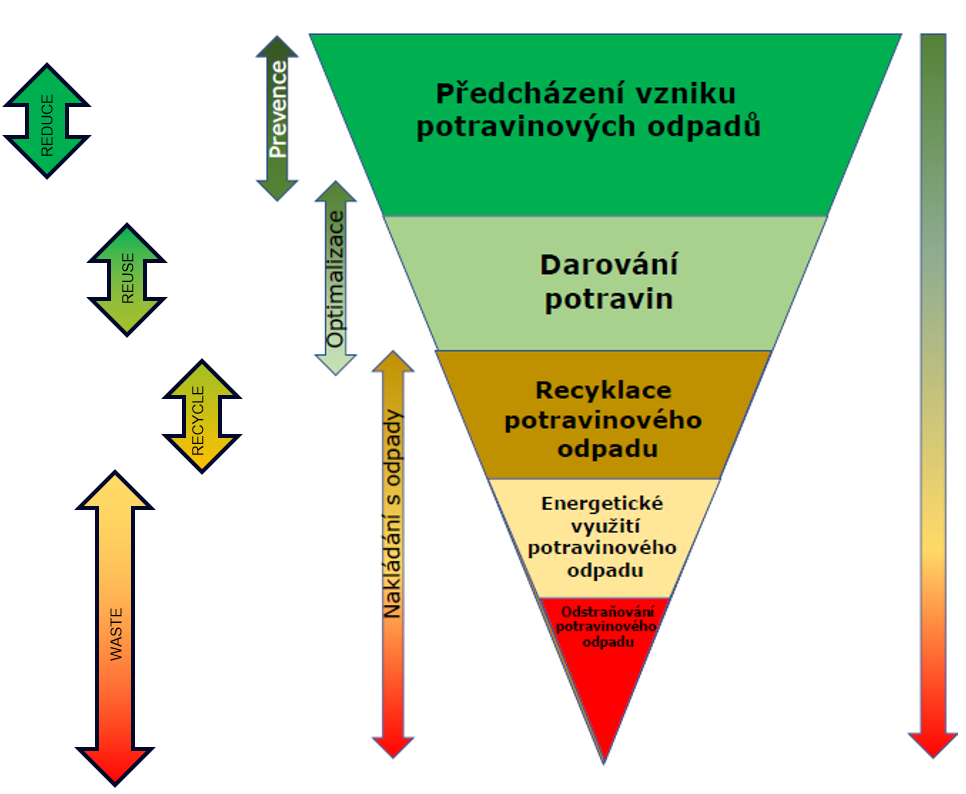 REDUCE
REUSE
RECYCLE
WASTE
Prevence
Optimalizace
Nakládání s odpady
Předcházení vzniku
potravinových odpadů
Darování
potravin
Recyklace
potravinového
odpadu
Energetické
využití
potravinového
odpadu
Odstraňování
potravinového
odpadu